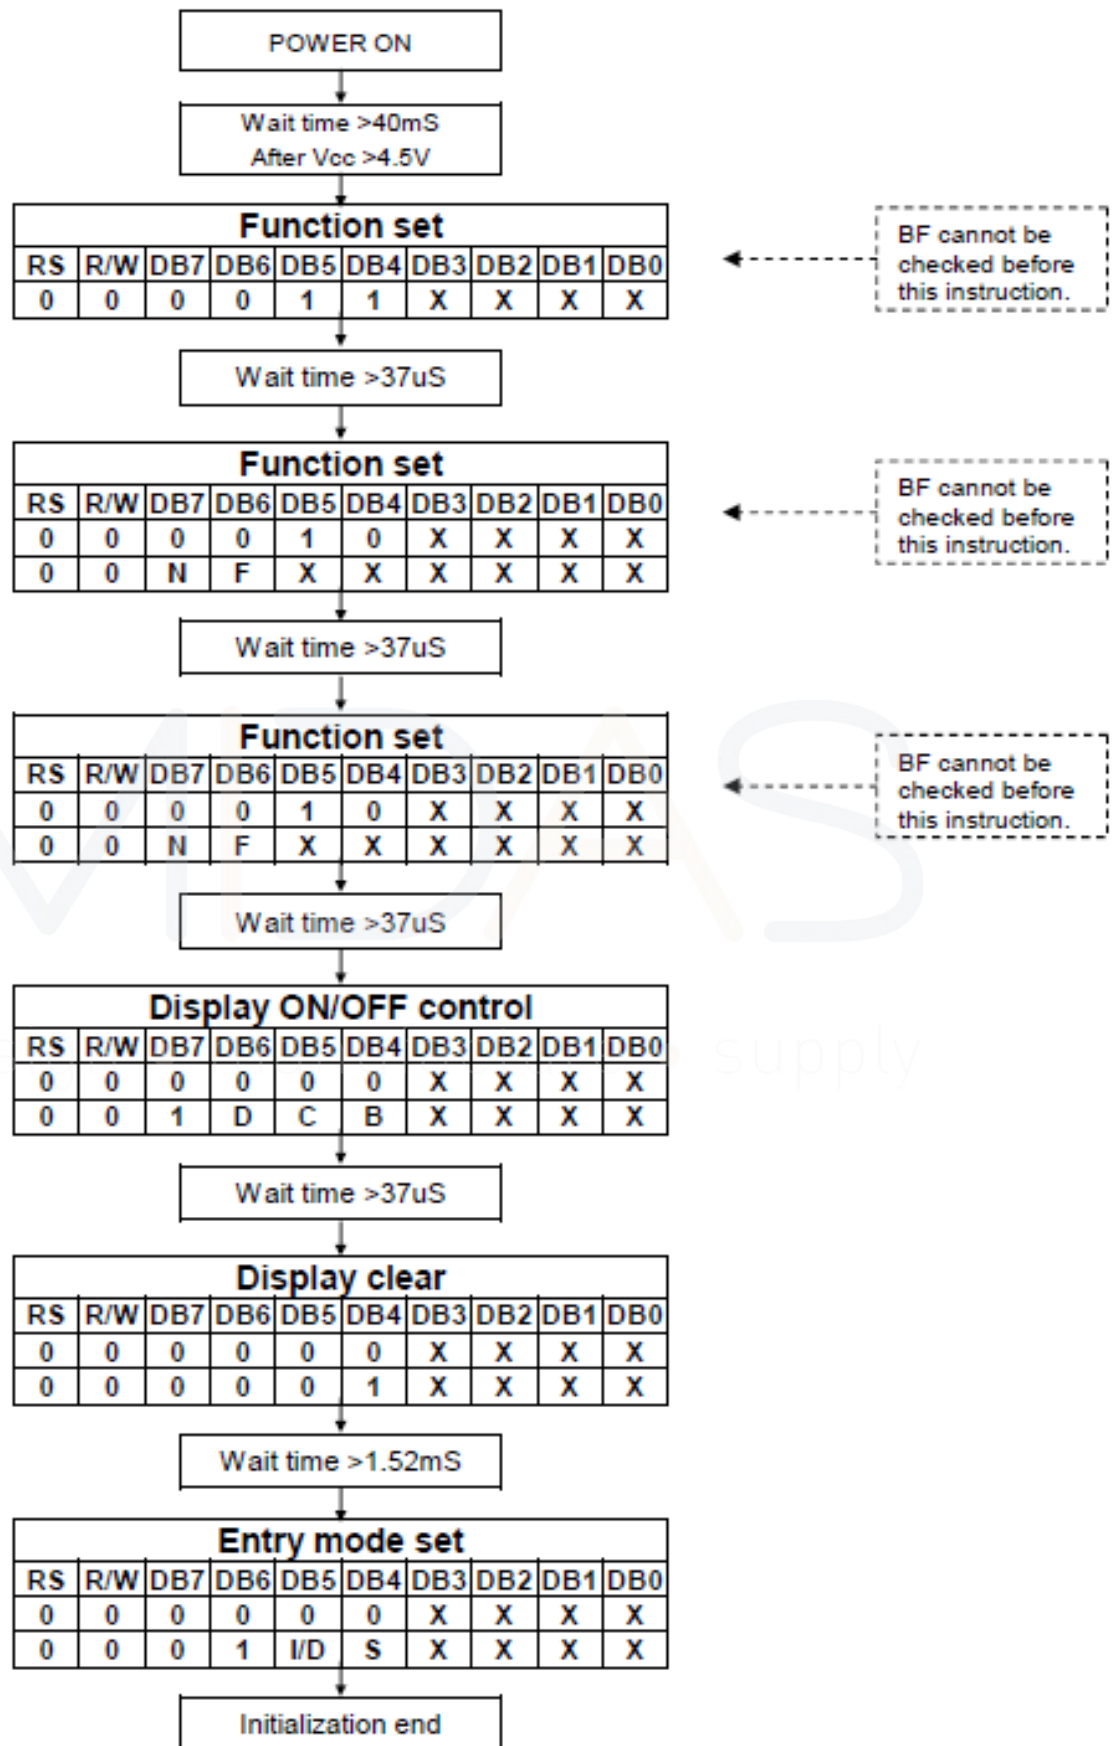 POWER ON
Wait time >40mS
After Vcc >4.5V
Function set
RS R/W DB7 DB6 DB5 DB4 DB3 DB2 DB1 DB0
0 0 0 0 1 1 X X X X
BF cannot be
checked before
this instruction.
Wait time >37uS
Function set
RS R/W DB7 DB6 DB5 DB4 DB3 DB2 DB1 DB0
0 0 0 0 1 0 X X X X
0 0 N F X X X X X X
BF cannot be
checked before
this instruction.
Wait time >37uS
Function set
RS R/W DB7 DB6 DB5 DB4 DB3 DB2 DB1 DB0
0 0 0 0 1 0 X X X X
0 0 N F X X X X X X
BF cannot be
checked before
this instruction.
MIDAS
Wait time >37uS
Display ON/OFF control
RS R/W DB7 DB6 DB5 DB4 DB3 DB2 DB1 DB0
0 0 0 0 0 0 X X X X
0 0 1 D C B X X X X
supply
Wait time >37uS
Display clear
RS R/W DB7 DB6 DB5 DB4 DB3 DB2 DB1 DB0
0 0 0 0 0 0 X X X X
0 0 0 0 0 1 X X X X
Wait time >1.52mS
Entry mode set
RS R/W DB7 DB6 DB5 DB4 DB3 DB2 DB1 DB0
0 0 0 0 0 0 X X X X
0 0 0 1 I/D S X X X X
Initialization end